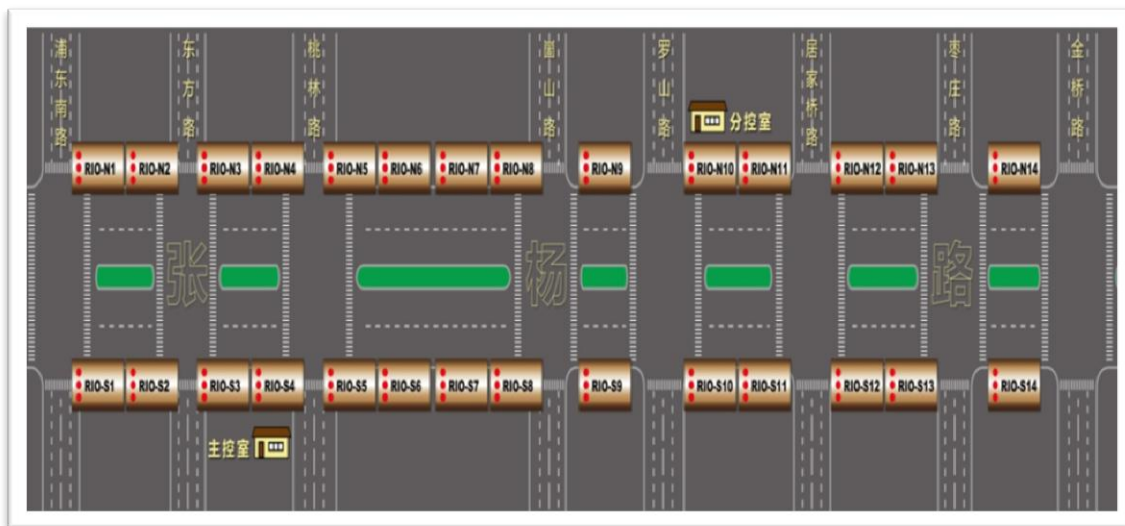 浦东南路
东方路
桃林路
崮山路
罗山路
居家桥路
枣庄路
金桥路
分控室
RIO-N1 RIO-N2 RIO-N3 RIO-N4 RIO-N5 RIO-N6 RIO-N7 RIO-N8 RIO-N9 RIO-N10 RIO-N11 RIO-N12 RIO-N13 RIO-N14
张 杨 路
RIO-S1 RIO-S2 RIO-S3 RIO-S4 RIO-S5 RIO-S6 RIO-S7 RIO-S8 RIO-S9 RIO-S10 RIO-S11 RIO-S12 RIO-S13 RIO-S14
主控室